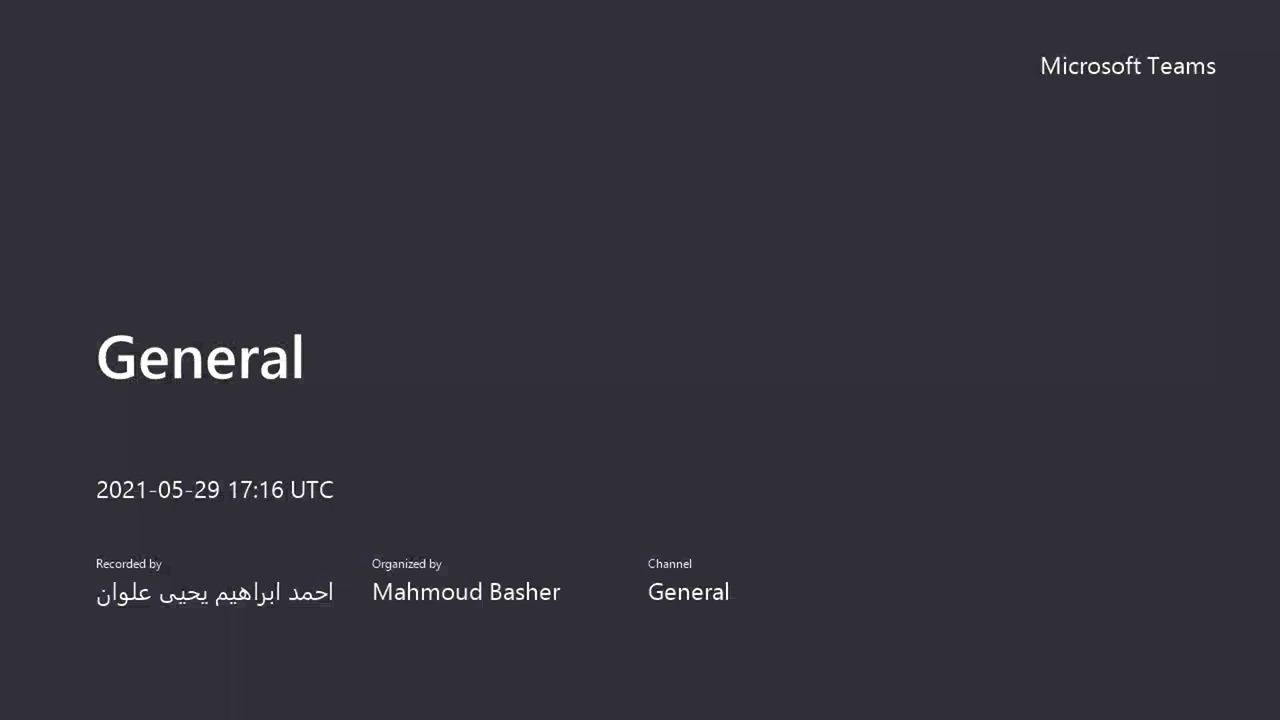 Microsoft Teams
General
2021-05-29 17:16 UTC
Recorded by
احمد ابراهيم يحيى علوان
Organized by
Mahmoud Basher
Channel
General